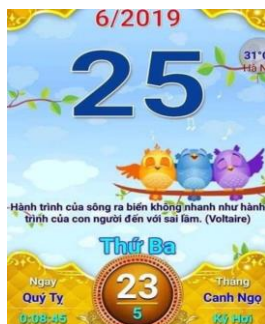 6/2019
25
31°C
Hà N
Hành trình của sông ra biển không nhanh như hành
trình của con người đến với sai lầm. (Voltaire)
Thứ Ba
Ngày
Quý Tỵ
0:08:45
23
5
Tháng
Canh Ngọ
Kỷ Hợi